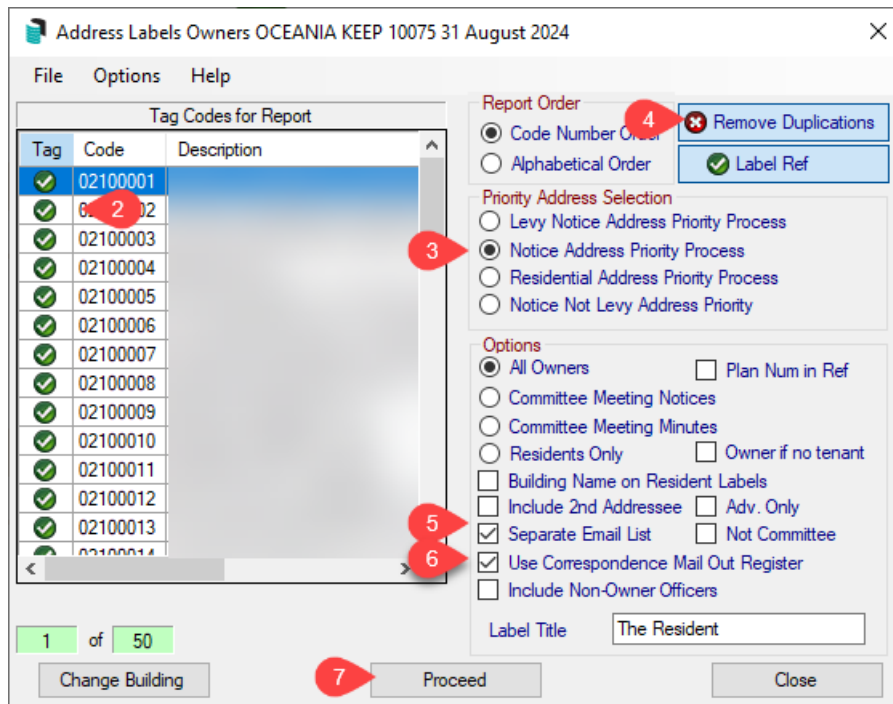 Address Labels Owners OCEANIA KEEP 10075 31 August 2024
File Options Help
Tag Codes for Report
Tag Code Description
02100001
2
02100003
02100004
02100005
02100006
02100007
02100008
02100009
02100010
02100011
02100012
02100013
02100014
1 of 50
Report Order
Code Number Order
Alphabetical Order
4 Remove Duplications
Label Ref
Priority Address Selection
Levy Notice Address Priority Process
3 Notice Address Priority Process
Residential Address Priority Process
Notice Not Levy Address Priority
Options
All Owners Plan Num in Ref
Committee Meeting Notices
Committee Meeting Minutes
Residents Only Owner if no tenant
Building Name on Resident Labels
Include 2nd Addressee Adv. Only
5 Separate Email List Not Committee
6 Use Correspondence Mail Out Register
Include Non-Owner Officers
Label Title The Resident
Change Building 7 Proceed Close